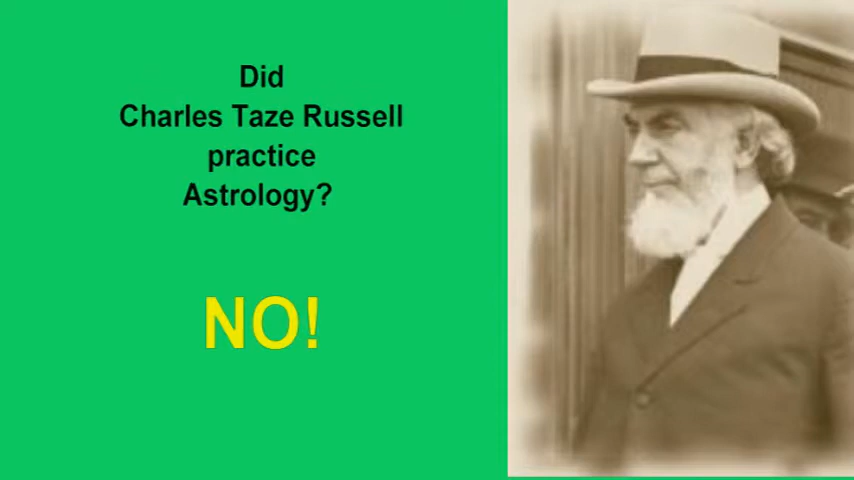 Did
Charles Taze Russell
practice
Astrology?
NO!